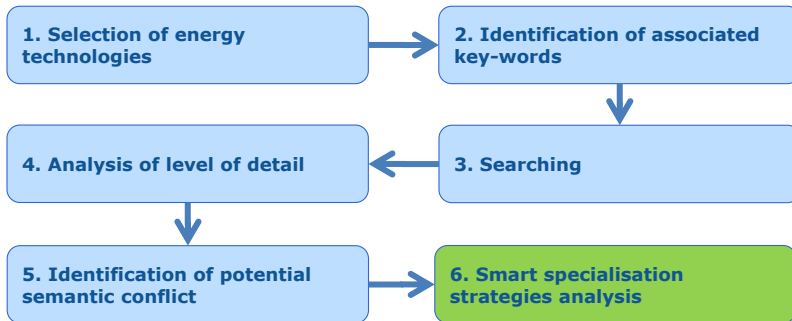 1. Selection of energy
technologies
2. Identification of associated
key-words
3. Searching
4. Analysis of level of detail
5. Identification of potential
semantic conflict
6. Smart specialisation
strategies analysis